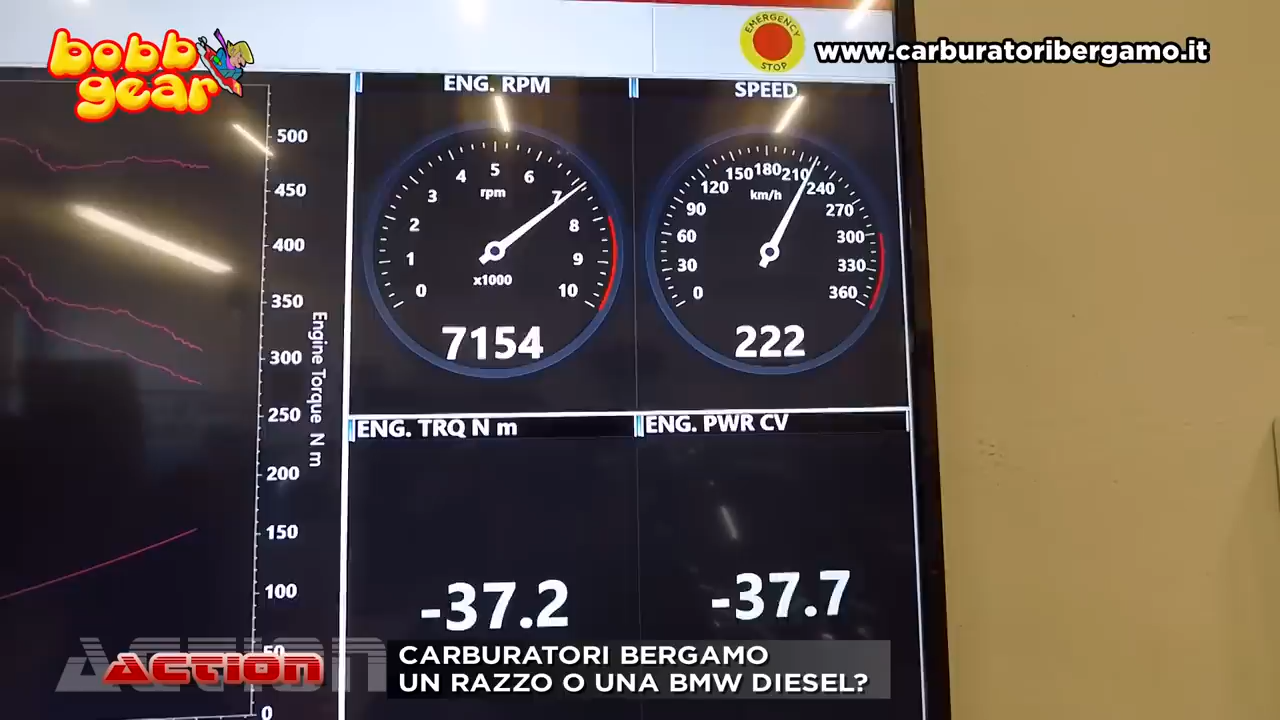 bobb
gear
EMERGENCY
STOP
www.carburatoribergamo.it
ENG. RPM
0
1
2
3
4
5
6
7
8
9
10
rpm
x1000
7154
SPEED
0
30
60
90
120
150
180
210
240
270
300
330
360
km/h
222
500
450
400
350
300
250
200
150
100
50
0
Engine Torque N m
ENG. TRQ N m
-37.2
ENG. PWR CV
-37.7
ACTION
ACTION
CARBURATORI BERGAMO
UN RAZZO O UNA BMW DIESEL?